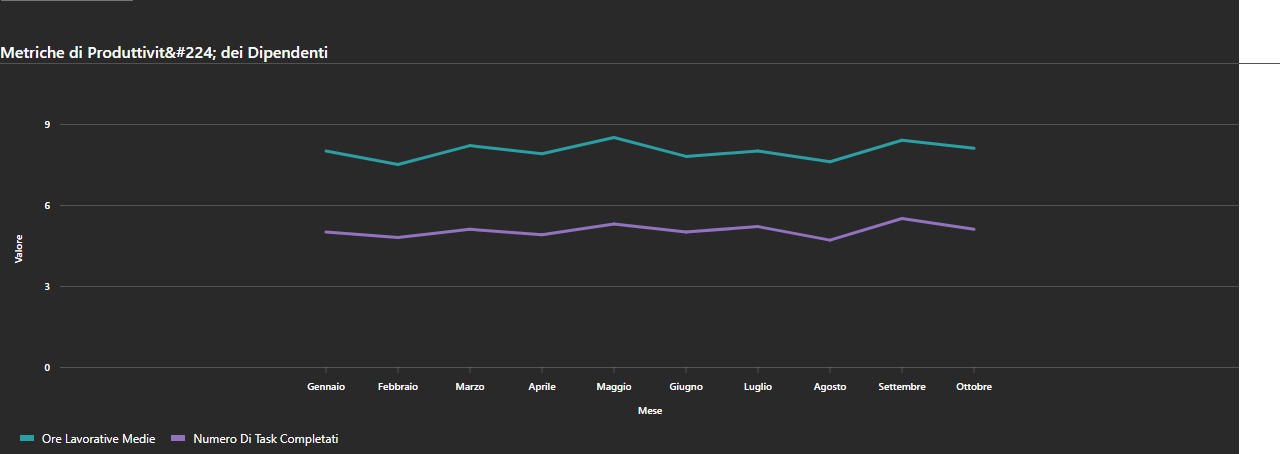 Metriche di Produttivit&#224; dei Dipendenti
9
6
3
0
Valore
Gennaio Febbraio Marzo Aprile Maggio Giugno Luglio Agosto Settembre Ottobre
Mese
Ore Lavorative Medie Numero Di Task Completati